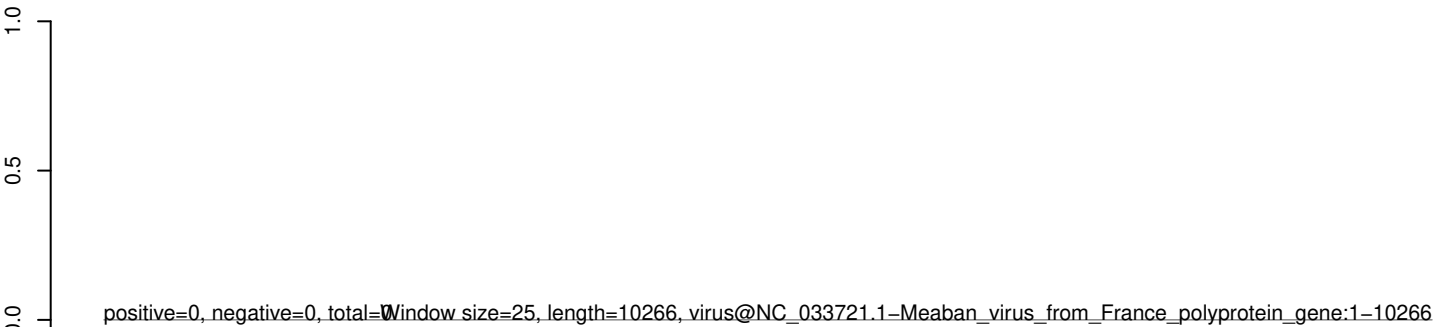 1.0
0.5
0.0
positive=0, negative=0, total=0
Window size=25, length=10266, virus@NC_033721.1−Meaban_virus_from_France_polyprotein_gene:1−10266